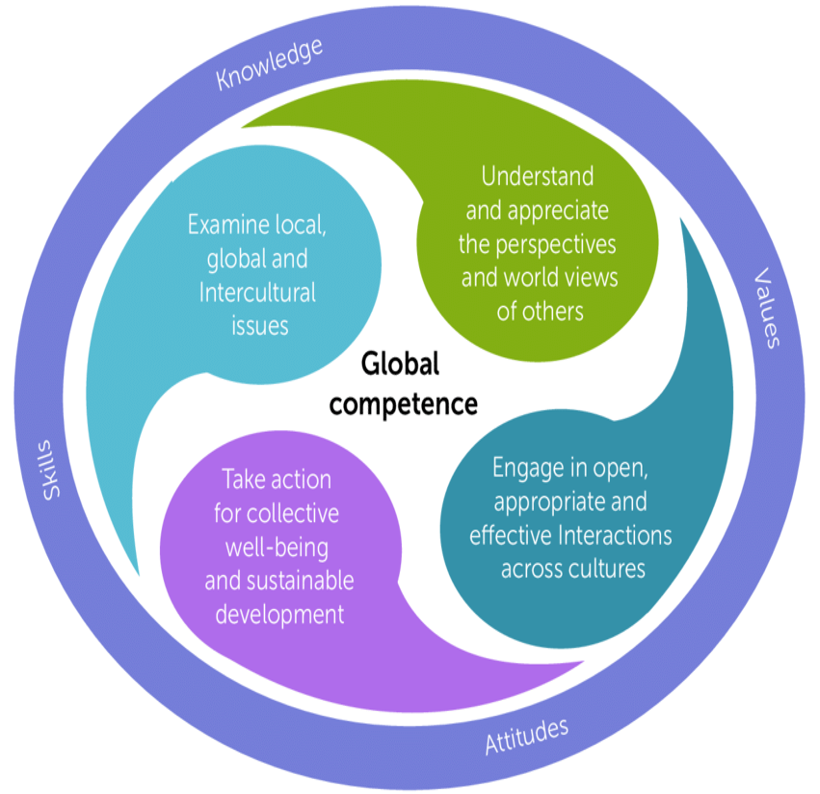 Knowledge
Understand
and appreciate
the perspectives
and world views
of others
Examine local,
global and
Intercultural
issues
Values
Global
competence
Skills
Take action
for collective
well-being
and sustainable
development
Engage in open,
appropriate and
effective Interactions
across cultures
Attitudes